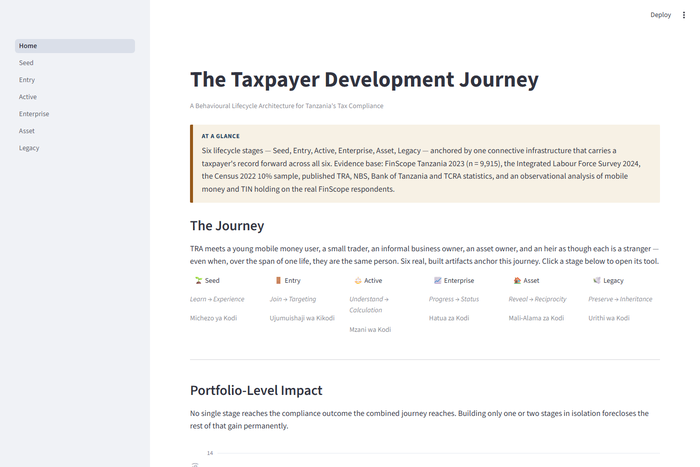 Deploy
Home
Seed
Entry
Active
Enterprise
Asset
Legacy
The Taxpayer Development Journey
A Behavioural Lifecycle Architecture for Tanzania's Tax Compliance
AT A GLANCE
Six lifecycle stages — Seed, Entry, Active, Enterprise, Asset, Legacy — anchored by one connective infrastructure that carries a
taxpayer's record forward across all six. Evidence base: FinScope Tanzania 2023 (n = 9,915), the Integrated Labour Force Survey 2024,
the Census 2022 10% sample, published TRA, NBS, Bank of Tanzania and TCRA statistics, and an observational analysis of mobile
money and TIN holding on the real FinScope respondents.
The Journey
TRA meets a young mobile money user, a small trader, an informal business owner, an asset owner, and an heir as though each is a stranger —
even when, over the span of one life, they are the same person. Six real, built artifacts anchor this journey. Click a stage below to open its tool.
Seed
Learn → Experience
Michezo ya Kodi
Entry
Join → Targeting
Ujumuishaji wa Kikodi
Active
Understand →
Calculation
Mzani wa Kodi
Enterprise
Progress → Status
Hatua za Kodi
Asset
Reveal → Reciprocity
Mali-Alama za Kodi
Legacy
Preserve → Inheritance
Urithi wa Kodi
Portfolio-Level Impact
No single stage reaches the compliance outcome the combined journey reaches. Building only one or two stages in isolation forecloses the
rest of that gain permanently.
14